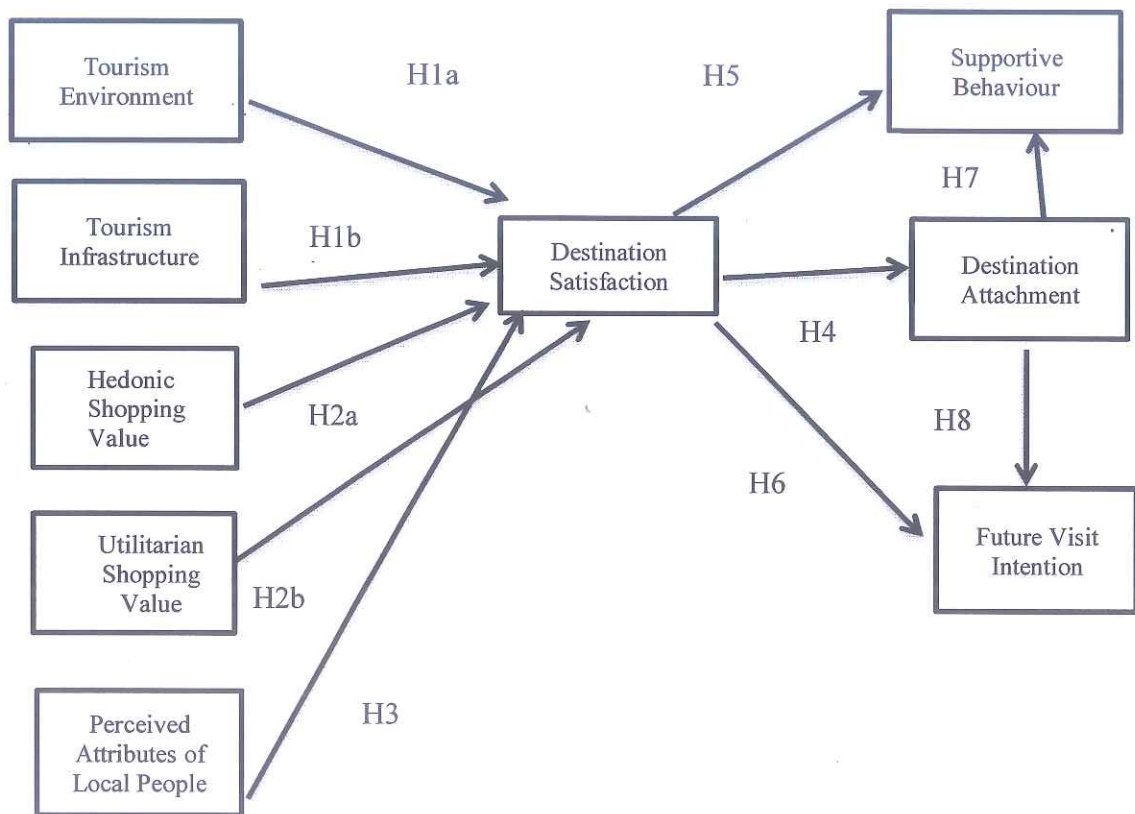 Tourism
Environment
H1a
H5
Supportive
Behaviour
Tourism
Infrastructure
H1b
Destination
Satisfaction
H7
Destination
Attachment
H4
Hedonic
Shopping
Value
H2a
H8
H6
Future Visit
Intention
Utilitarian
Shopping
Value
H2b
H3
Perceived
Attributes of
Local People